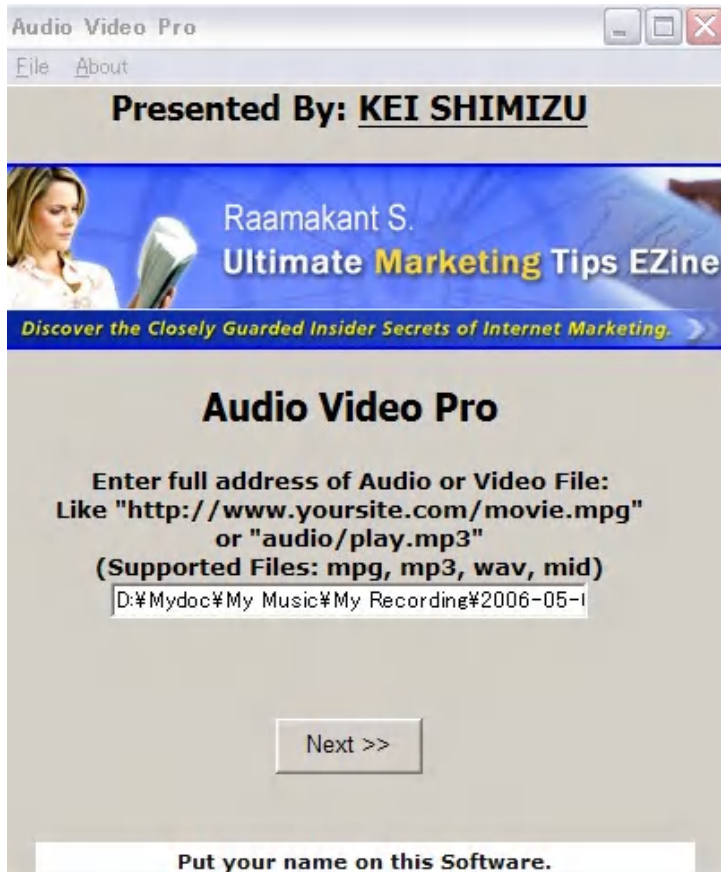 Audio Video Pro
File About
Presented By: KEI SHIMIZU
Raamakant S.
Ultimate Marketing Tips EZine
Discover the Closely Guarded Insider Secrets of Internet Marketing.
Audio Video Pro
Enter full address of Audio or Video File:
Like "http://www.yoursite.com/movie.mpg"
or "audio/play.mp3"
(Supported Files: mpg, mp3, wav, mid)
D:¥Mydoc¥My Music¥My Recording¥2006-05-
Next >>
Put your name on this Software.